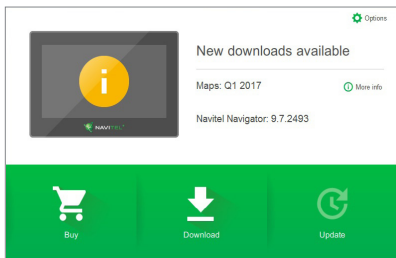 Options
New downloads available
Maps: Q1 2017
More info
Navitel Navigator: 9.7.2493
NAVITEL
Buy
Download
Update